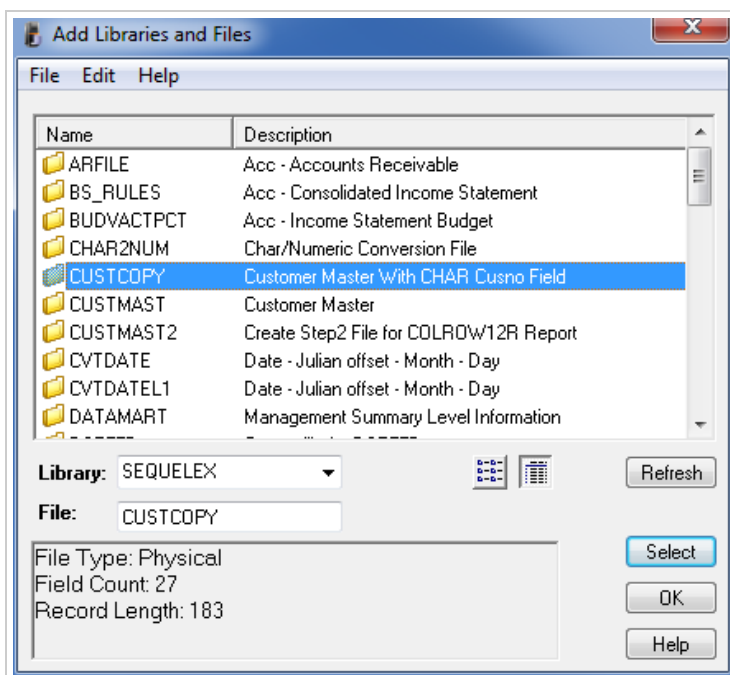 Add Libraries and Files
File Edit Help
Name Description
ARFILE Acc - Accounts Receivable
BS_RULES Acc - Consolidated Income Statement
BUDVACTPCT Acc - Income Statement Budget
CHAR2NUM Char/Numeric Conversion File
CUSTCOPY Customer Master With CHAR Cusno Field
CUSTMAST Customer Master
CUSTMAST2 Create Step2 File for COLROW12R Report
CVTDATE Date - Julian offset - Month - Day
CVTDATEL1 Date - Julian offset - Month - Day
DATAMART Management Summary Level Information
Library: SEQUELEX Refresh
File: CUSTCOPY
File Type: Physical Select
Field Count: 27
Record Length: 183 OK
Help